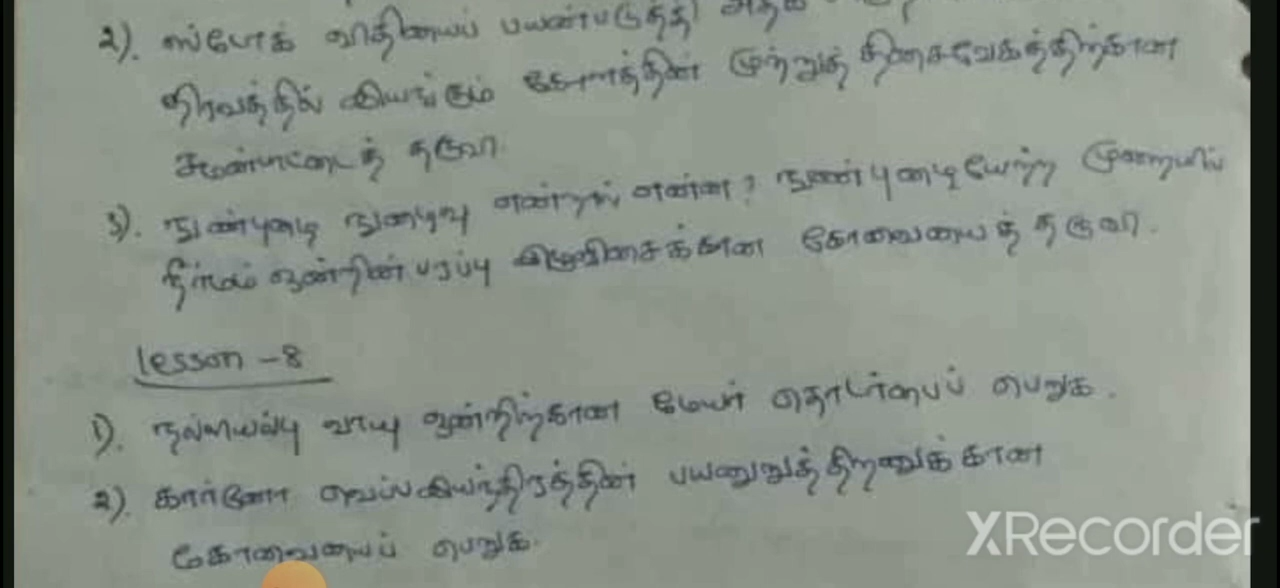 2). ஸ்டோக் விதியைப் பயன்படுத்தி
திரவத்தில் இயங்கும் கோளத்தின் முற்றுத் திசைவேகத்திற்கான
சமன்பாட்டைத் தருவி.
3). நுண்புழை நுழைவு என்றால் என்ன? நுண்புழையேற்ற முறையில்
நீர்மம் ஒன்றின் பரப்பு இழுவிசைக்கான கோவையைத் தருவி.
Lesson - 8
1). நல்லியல்பு வாயு ஒன்றிற்கான மேயர் தொடர்பைப் பெறுக.
2). கார்னோ வெப்ப இயந்திரத்தின் பயனுறுத்திறனுக்கான
கோவையைப் பெறுக.
XRecorder